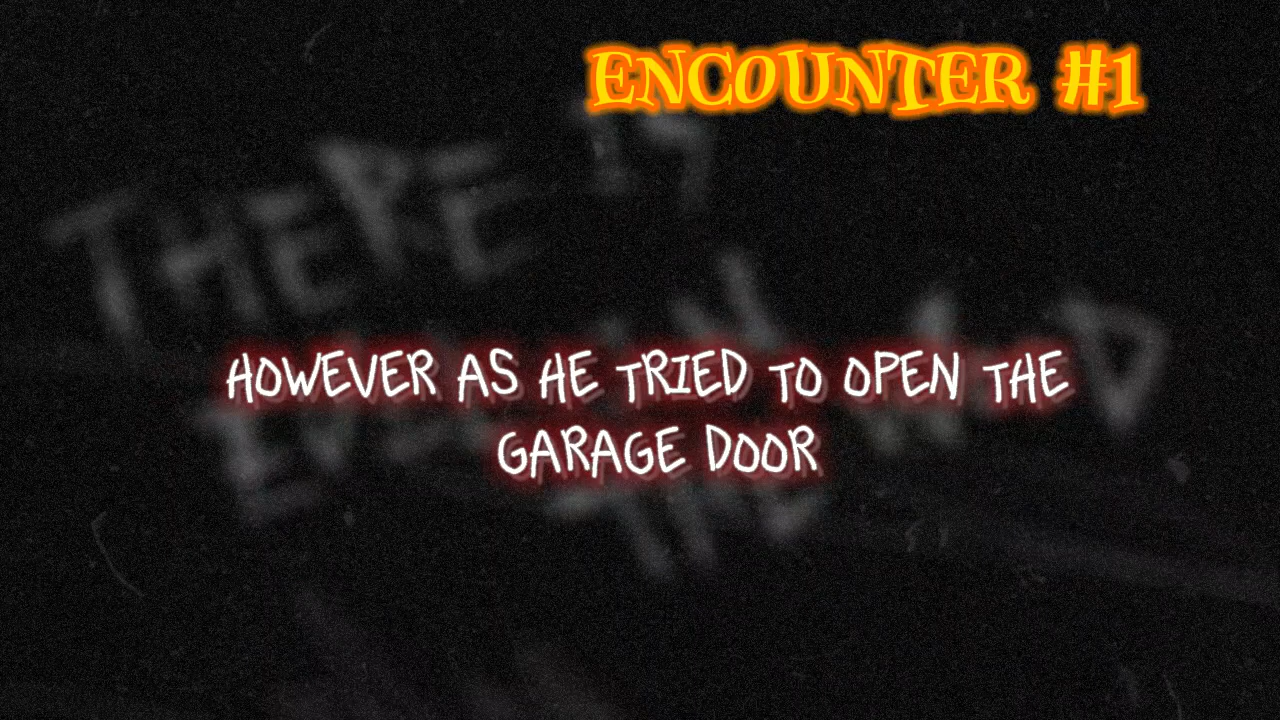 ENCOUNTER #1
THERE IS
HOWEVER AS HE TRIED TO OPEN THE
GARAGE DOOR